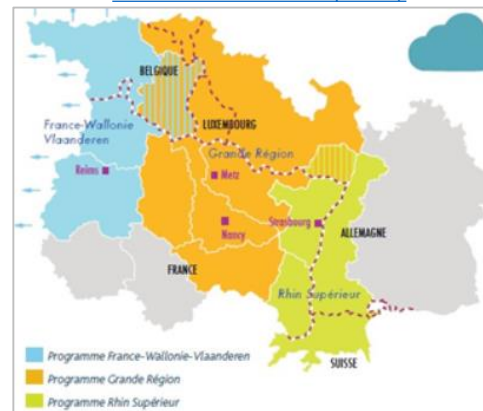 BELGIQUE
France-Wallonie
Vlaanderen
LUXEMBOURG
Grande Région
Reims
Metz
Strasbourg
Nancy
ALLEMAGNE
FRANCE
Rhin Supérieur
SUISSE
Programme France-Wallonie-Vlaanderen
Programme Grande Région
Programme Rhin Supérieur